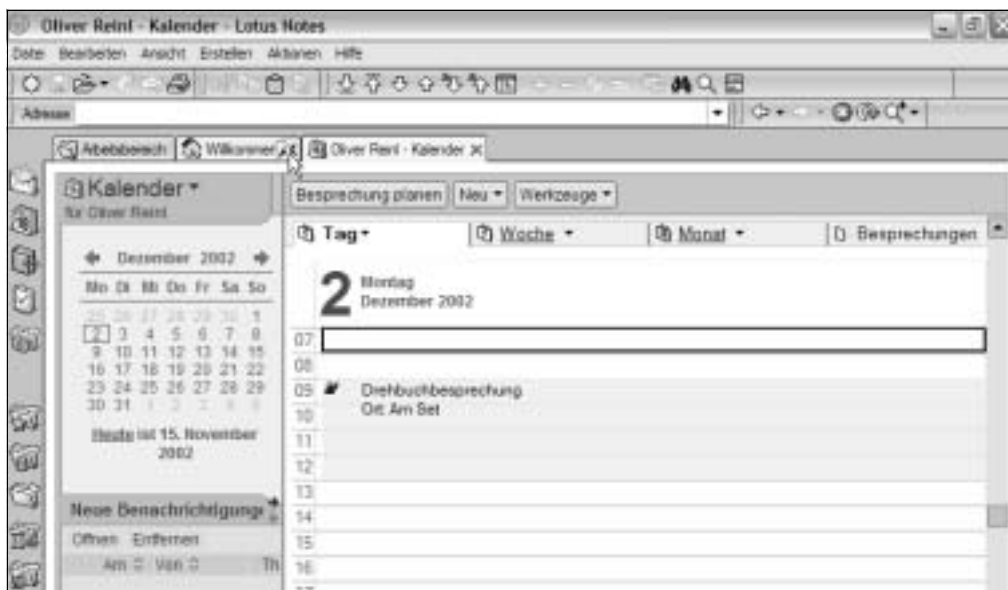 Oliver Reinl - Kalender - Lotus Notes
Datei Bearbeiten Ansicht Erstellen Aktionen Hilfe
Adresse
Arbeitsbereich Willkommen Oliver Reinl - Kalender
Kalender
für Oliver Reinl
Dezember 2002
Mo Di Mi Do Fr Sa So
25 26 27 28 29 30 1
2 3 4 5 6 7 8
9 10 11 12 13 14 15
16 17 18 19 20 21 22
23 24 25 26 27 28 29
30 31 1 2 3 4 5
Heute ist 15. November
2002
Neue Benachrichtigunge
Öffnen Entfernen
Am Von Th
Besprechung planen Neu Werkzeuge
Tag Woche Monat Besprechungen
2 Montag
Dezember 2002
07
08
09 Drehbuchbesprechung
10 Ort: Am Set
11
12
13
14
15
16